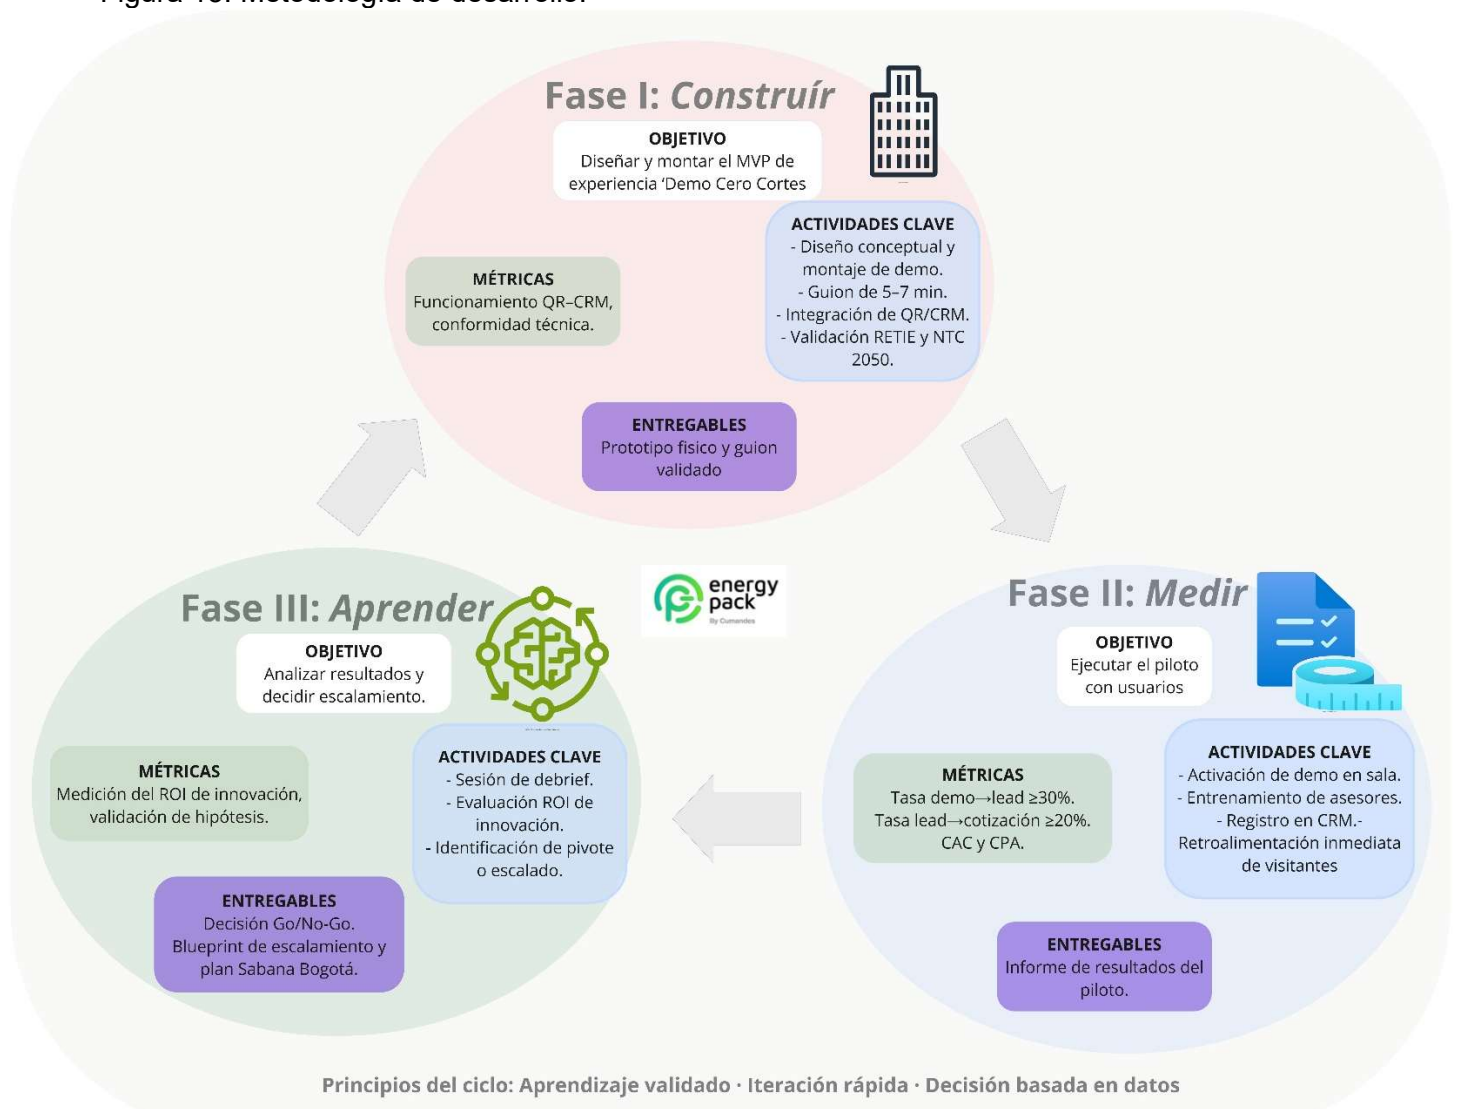 Fase I: Construír
OBJETIVO
Diseñar y montar el MVP de
experiencia ‘Demo Cero Cortes
ACTIVIDADES CLAVE
- Diseño conceptual y
montaje de demo.
- Guion de 5–7 min.
- Integración de QR/CRM.
- Validación RETIE y NTC
2050.
MÉTRICAS
Funcionamiento QR–CRM,
conformidad técnica.
ENTREGABLES
Prototipo fisico y guion
validado
energy
pack
By Cumandes
Fase II: Medir
OBJETIVO
Ejecutar el piloto
con usuarios
ACTIVIDADES CLAVE
- Activación de demo en sala.
- Entrenamiento de asesores.
- Registro en CRM.-
Retroalimentación inmediata
de visitantes
MÉTRICAS
Tasa demo→lead ≥30%.
Tasa lead→cotización ≥20%.
CAC y CPA.
ENTREGABLES
Informe de resultados del
piloto.
Fase III: Aprender
OBJETIVO
Analizar resultados y
decidir escalamiento.
ACTIVIDADES CLAVE
- Sesión de debrief.
- Evaluación ROI de
innovación.
- Identificación de pivote
o escalado.
MÉTRICAS
Medición del ROI de innovación,
validación de hipótesis.
ENTREGABLES
Decisión Go/No-Go.
Blueprint de escalamiento y
plan Sabana Bogotá.
Principios del ciclo: Aprendizaje validado · Iteración rápida · Decisión basada en datos